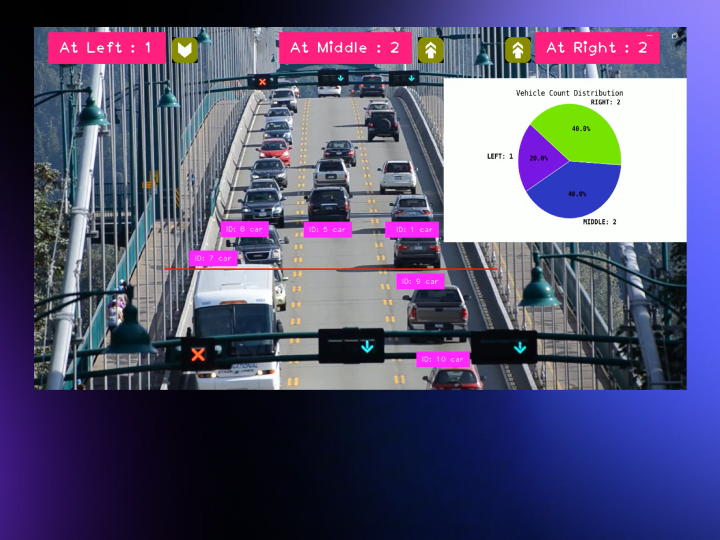 At Left : 1
At Middle : 2
At Right : 2
Vehicle Count Distribution
RIGHT: 2
40.0%
LEFT: 1
20.0%
40.0%
MIDDLE: 2
ID: 8 car
ID: 5 car
ID: 1 car
ID: 7 car
ID: 9 car
ID: 10 car